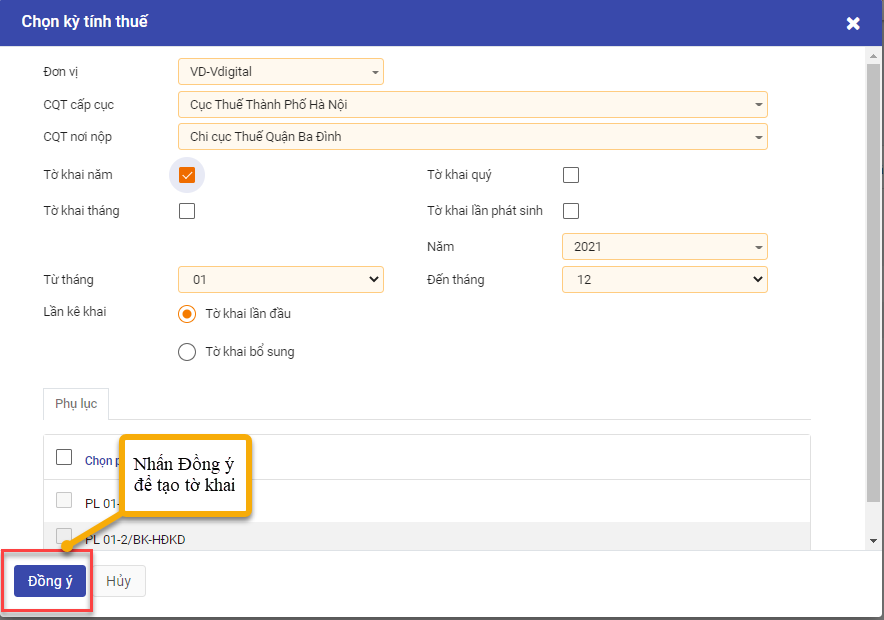 Chọn kỳ tính thuế
Đơn vị VD-Vdigital
CQT cấp cục Cục Thuế Thành Phố Hà Nội
CQT nơi nộp Chi cục Thuế Quận Ba Đình
Tờ khai năm Tờ khai quý
Tờ khai tháng Tờ khai lần phát sinh
Năm 2021
Từ tháng 01 Đến tháng 12
Lần kê khai Tờ khai lần đầu
Tờ khai bổ sung
Phụ lục
Chọn
Nhấn Đồng ý
để tạo tờ khai
PL 01-
PL 01-2/BK-HĐKD
Đồng ý Hủy